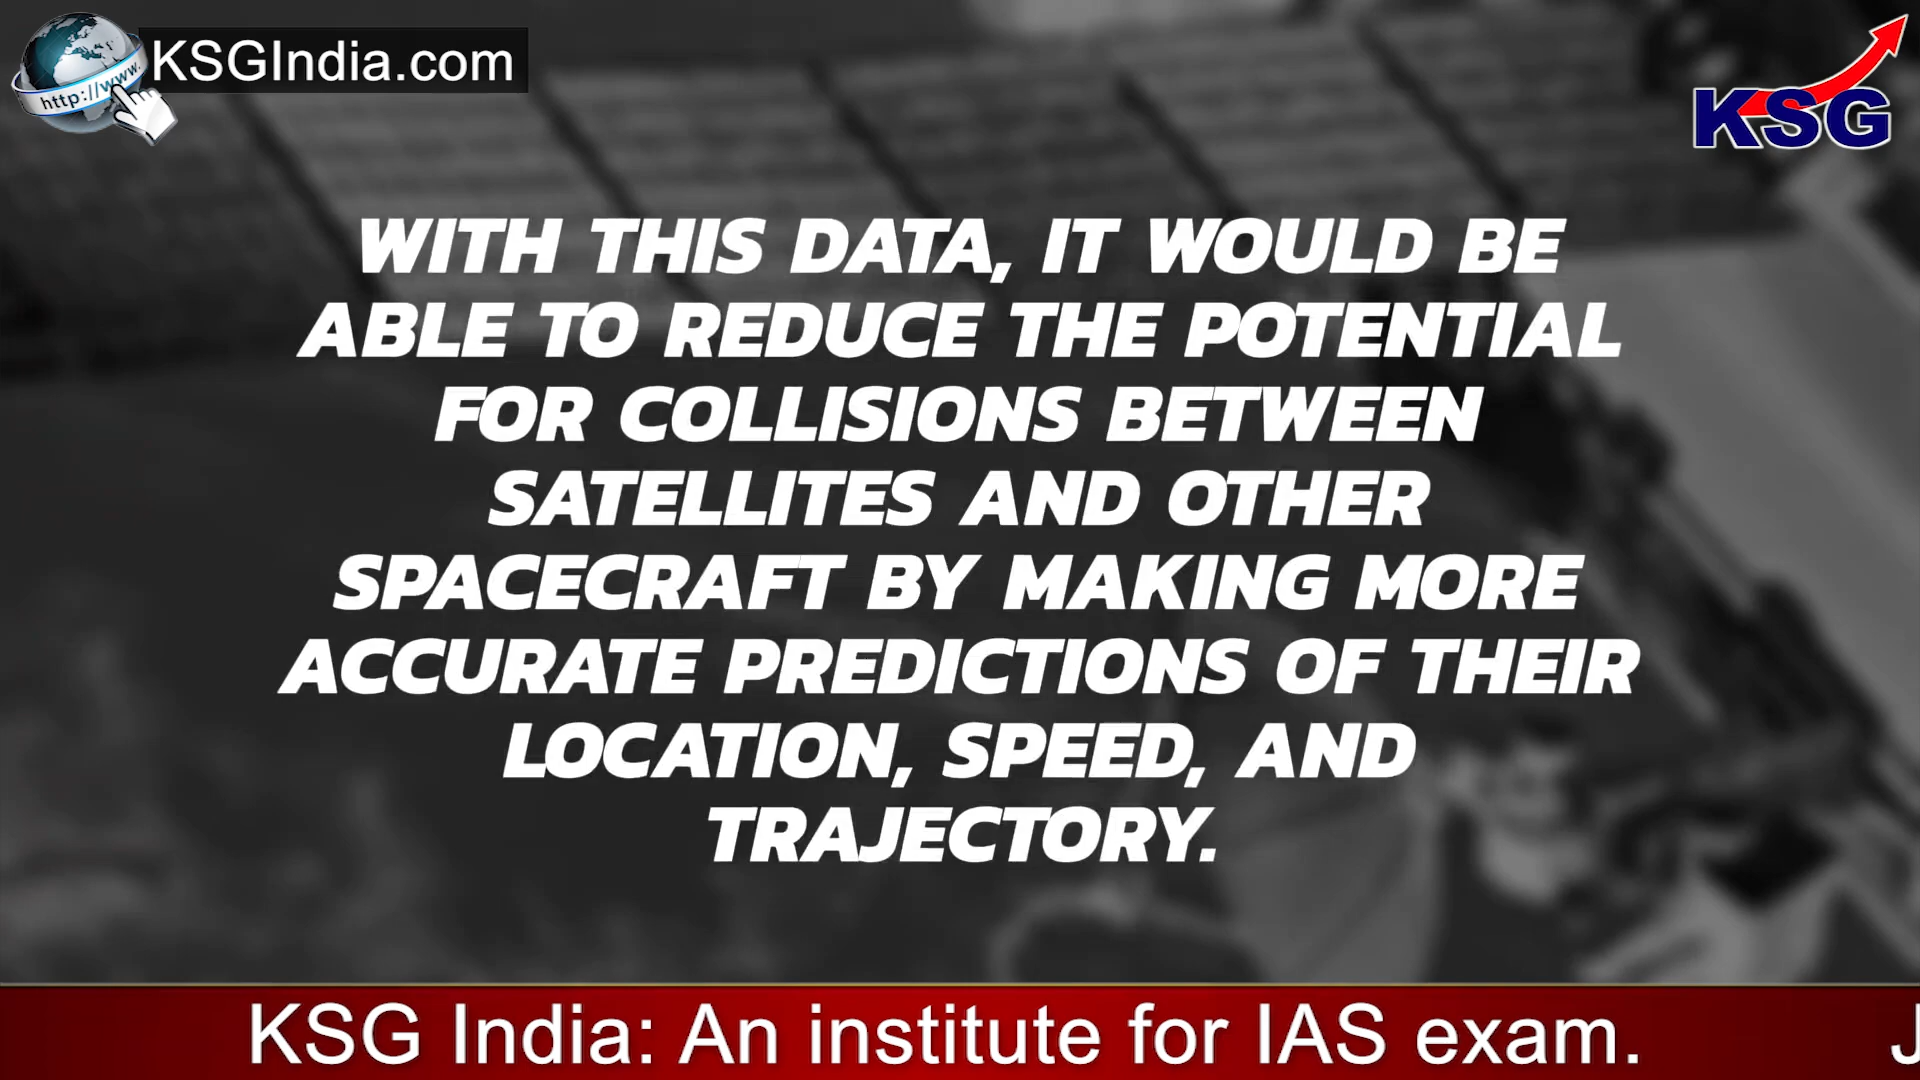 KSGIndia.com
http://www.
KSG
WITH THIS DATA, IT WOULD BE
ABLE TO REDUCE THE POTENTIAL
FOR COLLISIONS BETWEEN
SATELLITES AND OTHER
SPACECRAFT BY MAKING MORE
ACCURATE PREDICTIONS OF THEIR
LOCATION, SPEED, AND
TRAJECTORY.
KSG India: An institute for IAS exam.